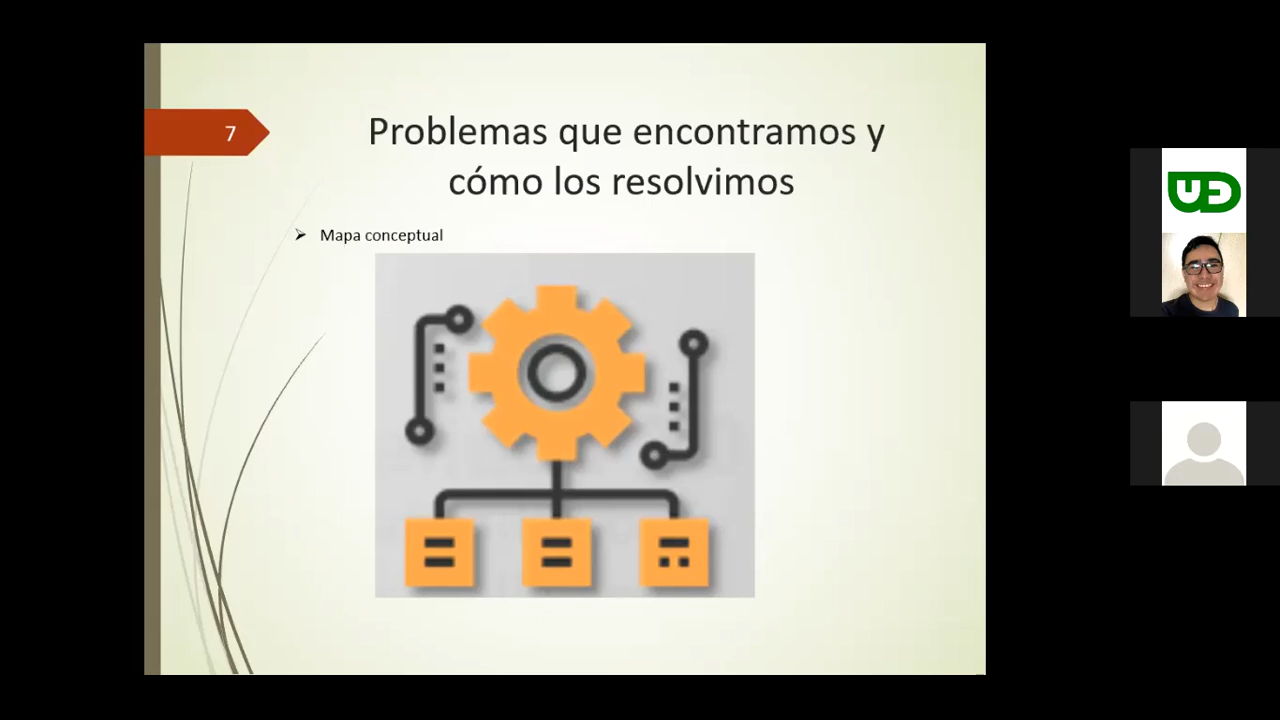 7
Problemas que encontramos y
cómo los resolvimos
Mapa conceptual
UD